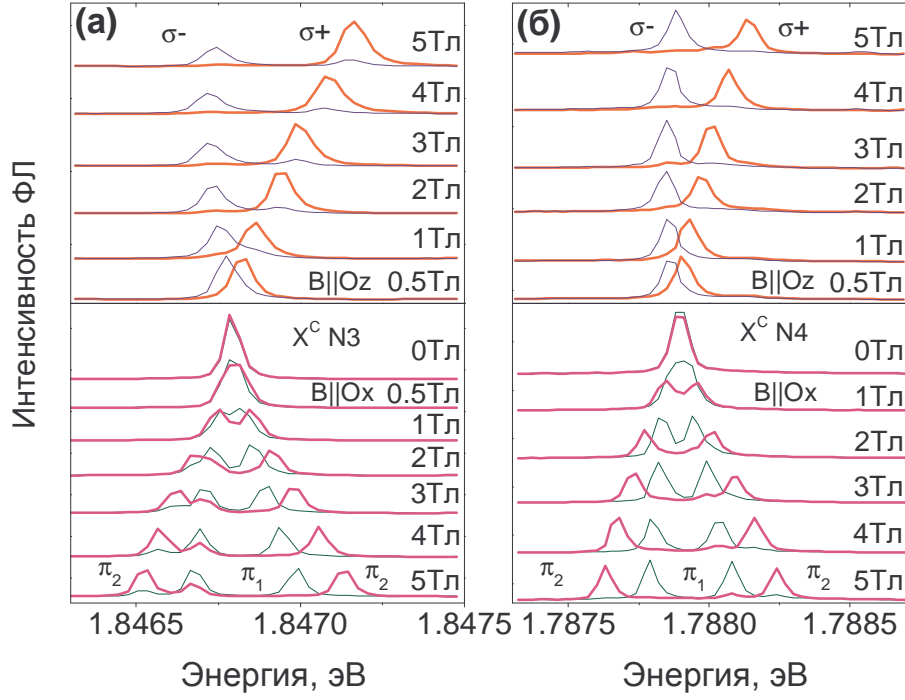 (a)
σ-
σ+
5Тл
4Тл
3Тл
2Тл
1Тл
B||Oz 0.5Тл
X^C N3
0Тл
B||Ox 0.5Тл
1Тл
2Тл
3Тл
4Тл
π₂
π₁
π₂
5Тл
1.8465
1.8470
1.8475
Энергия, эВ
Интенсивность ФЛ
(б)
σ-
σ+
5Тл
4Тл
3Тл
2Тл
1Тл
B||Oz 0.5Тл
X^C N4
0Тл
B||Ox
1Тл
2Тл
3Тл
4Тл
π₂
π₁
π₂
5Тл
1.7875
1.7880
1.7885
Энергия, эВ